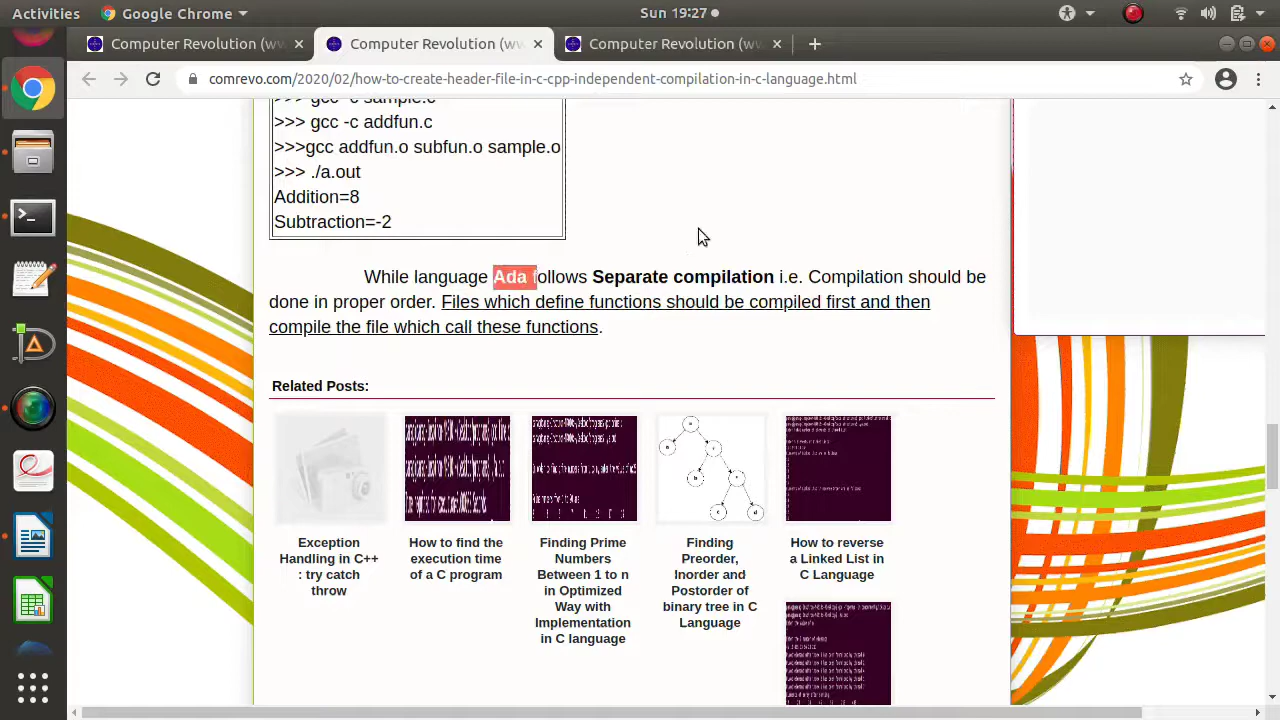 Activities Google Chrome Sun 19:27
Computer Revolution (ww Computer Revolution (ww Computer Revolution (ww
comrevo.com/2020/02/how-to-create-header-file-in-c-cpp-independent-compilation-in-c-language.html
>>> gcc -c sample.c
>>> gcc -c addfun.c
>>>gcc addfun.o subfun.o sample.o
>>> ./a.out
Addition=8
Subtraction=-2
While language Ada follows Separate compilation i.e. Compilation should be
done in proper order. Files which define functions should be compiled first and then
compile the file which call these functions.
Related Posts:
Exception
Handling in C++
: try catch
throw
How to find the
execution time
of a C program
Finding Prime
Numbers
Between 1 to n
in Optimized
Way with
Implementation
in C language
Finding
Preorder,
Inorder and
Postorder of
binary tree in C
Language
How to reverse
a Linked List in
C Language